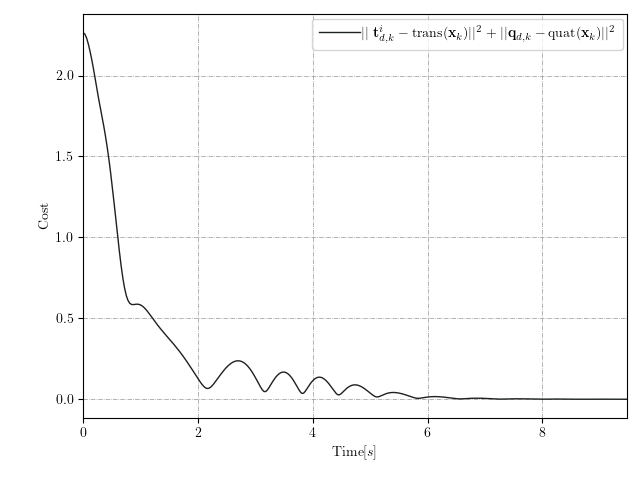 || t^i_{d,k} − trans(x_k)||^2 + ||q_{d,k} − quat(x_k)||^2
2.0
1.5
1.0
0.5
0.0
Cost
0 2 4 6 8
Time[s]